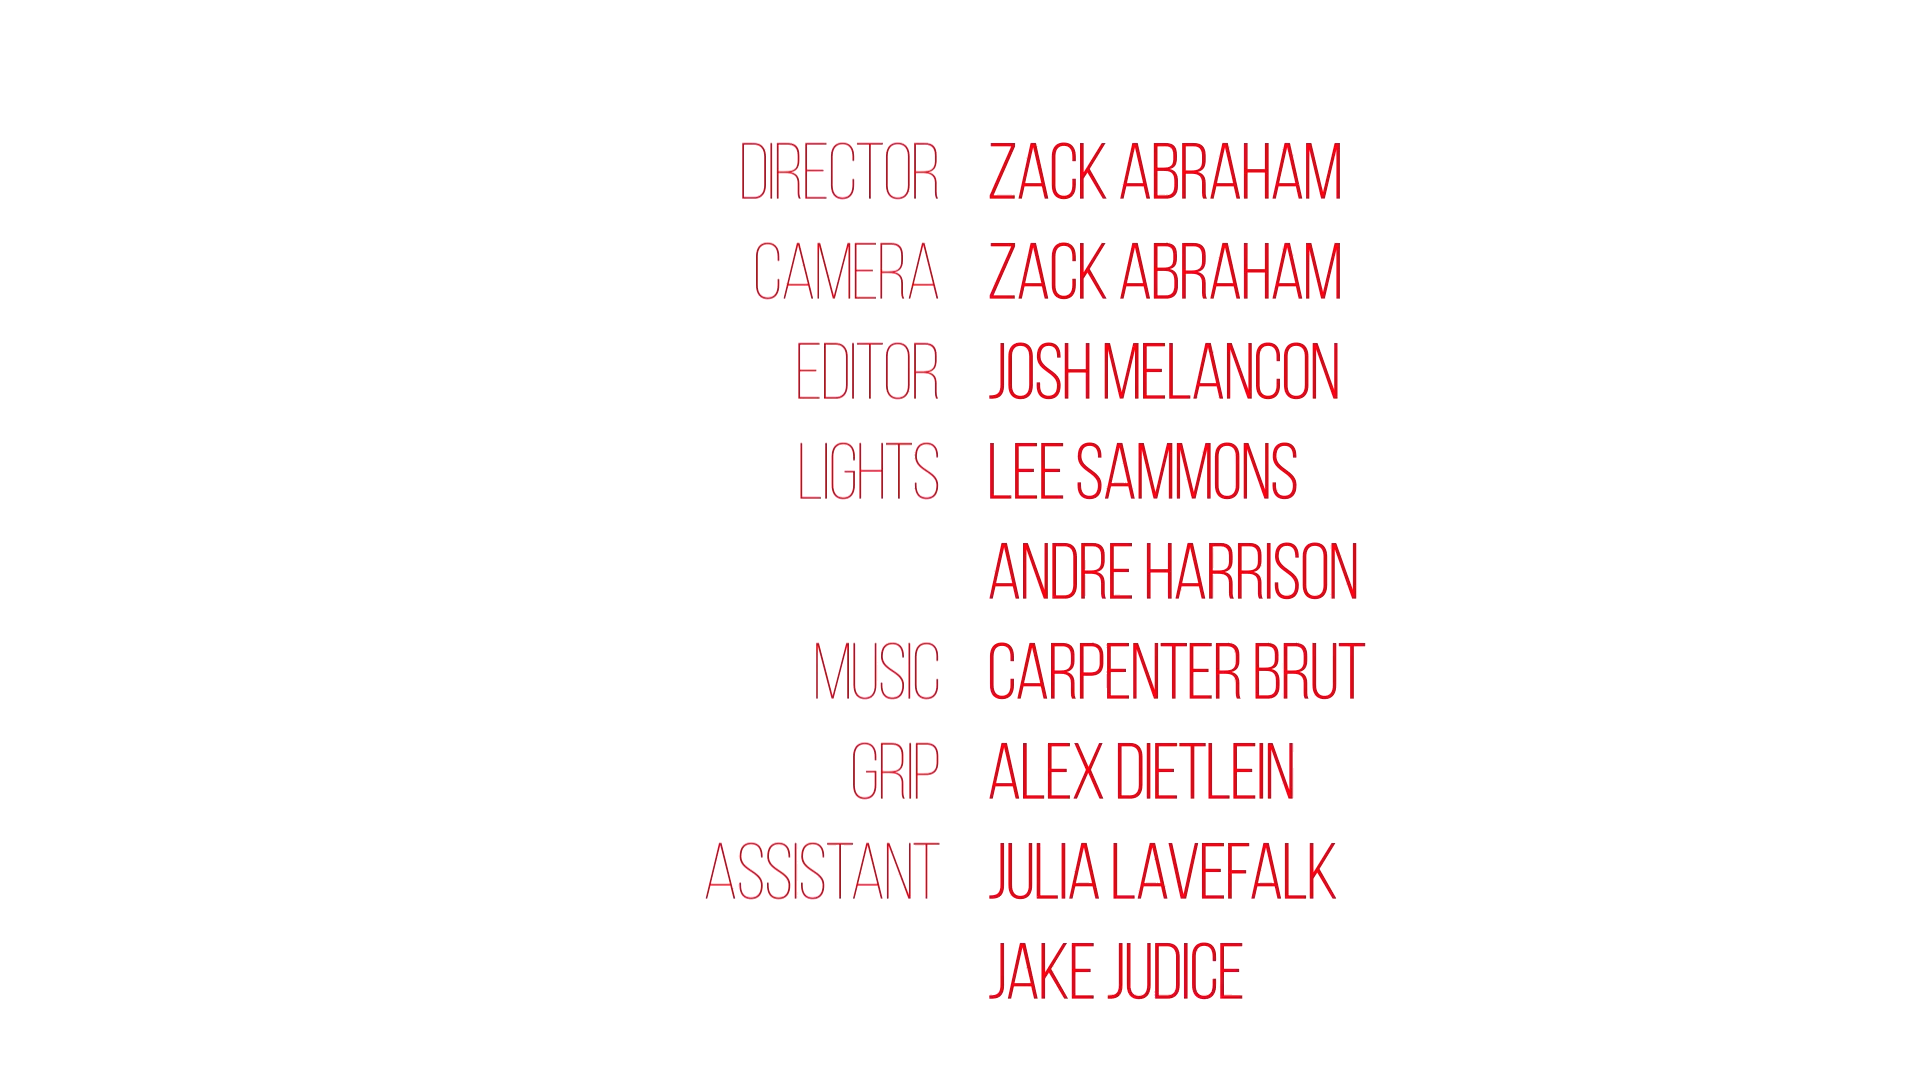 DIRECTOR ZACK ABRAHAM
CAMERA ZACK ABRAHAM
EDITOR JOSH MELANCON
LIGHTS LEE SAMMONS
ANDRE HARRISON
MUSIC CARPENTER BRUT
GRIP ALEX DIETLEIN
ASSISTANT JULIA LAVEFALK
JAKE JUDICE